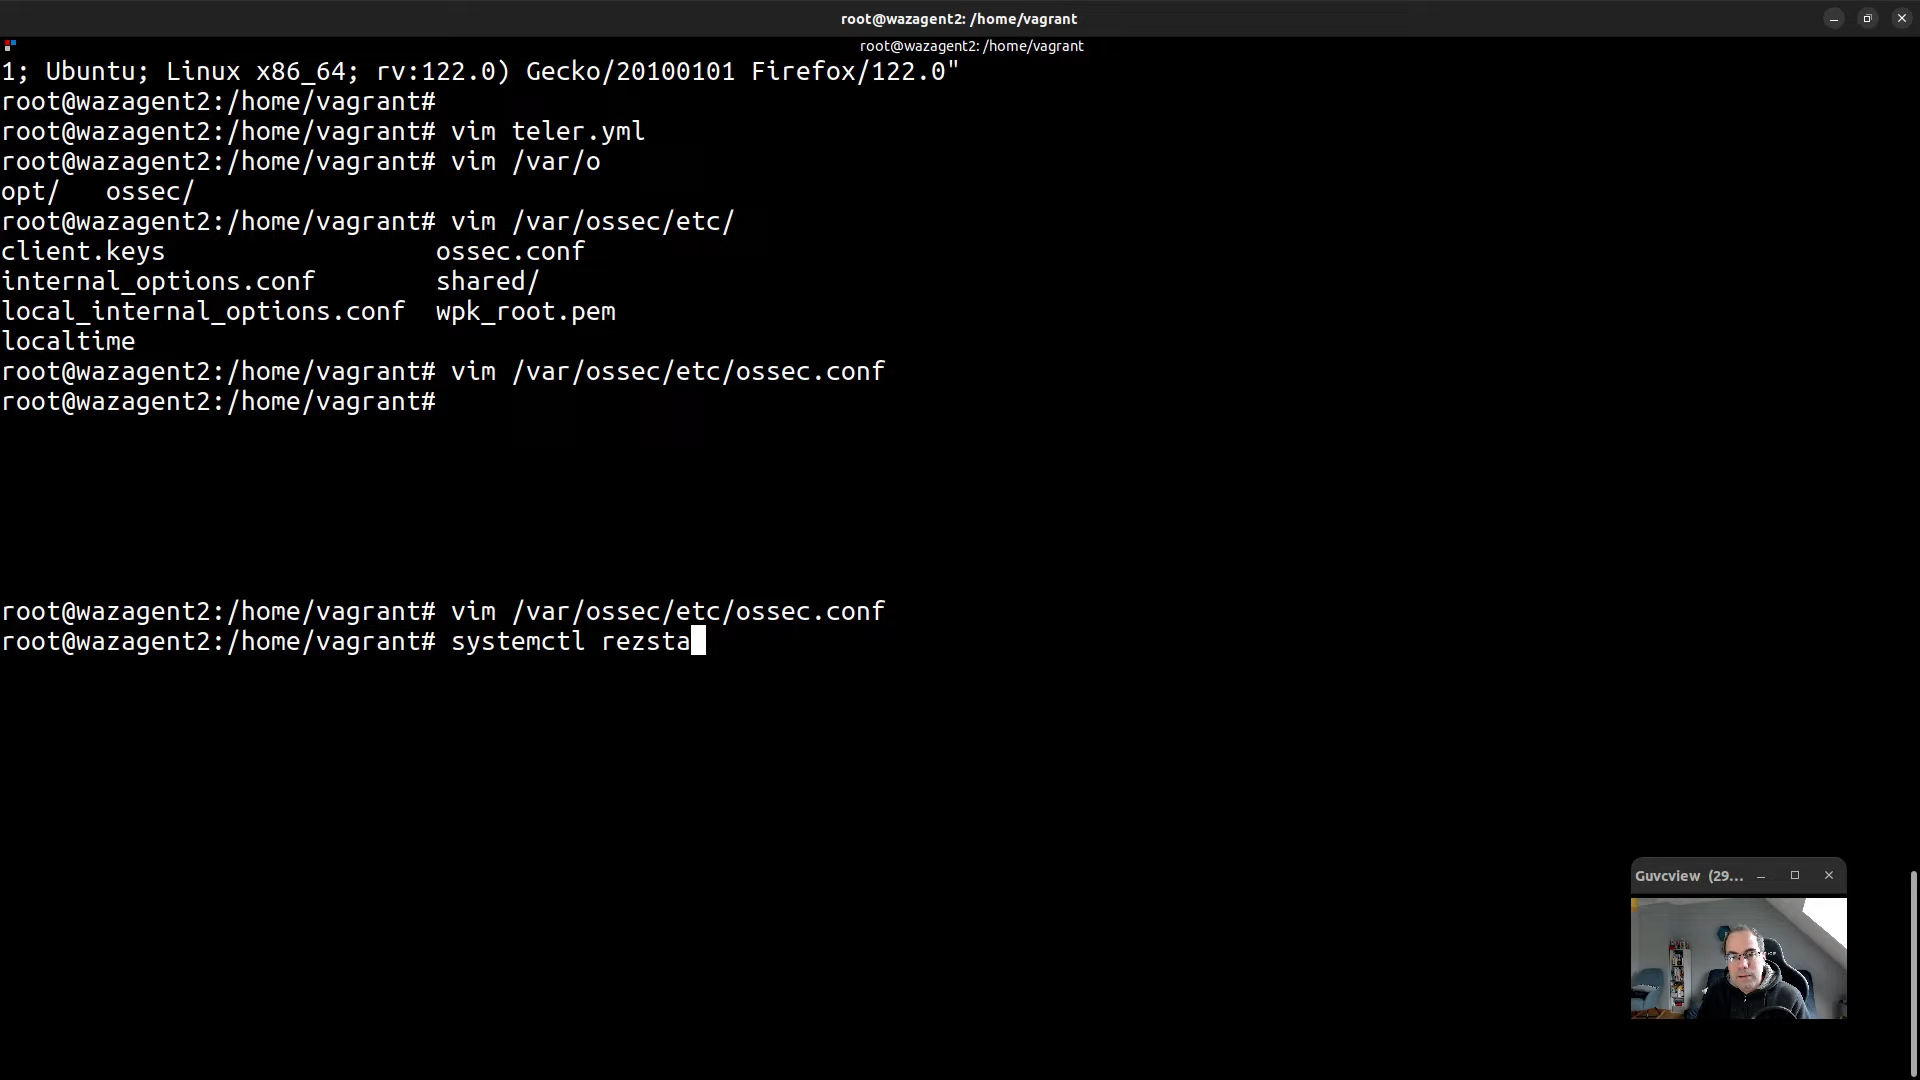 root@wazagent2: /home/vagrant
root@wazagent2: /home/vagrant
1; Ubuntu; Linux x86_64; rv:122.0) Gecko/20100101 Firefox/122.0"
root@wazagent2:/home/vagrant#
root@wazagent2:/home/vagrant# vim teler.yml
root@wazagent2:/home/vagrant# vim /var/o
opt/   ossec/
root@wazagent2:/home/vagrant# vim /var/ossec/etc/
client.keys                  ossec.conf
internal_options.conf        shared/
local_internal_options.conf  wpk_root.pem
localtime
root@wazagent2:/home/vagrant# vim /var/ossec/etc/ossec.conf
root@wazagent2:/home/vagrant#
root@wazagent2:/home/vagrant# vim /var/ossec/etc/ossec.conf
root@wazagent2:/home/vagrant# systemctl rezsta
Guvcview (29...